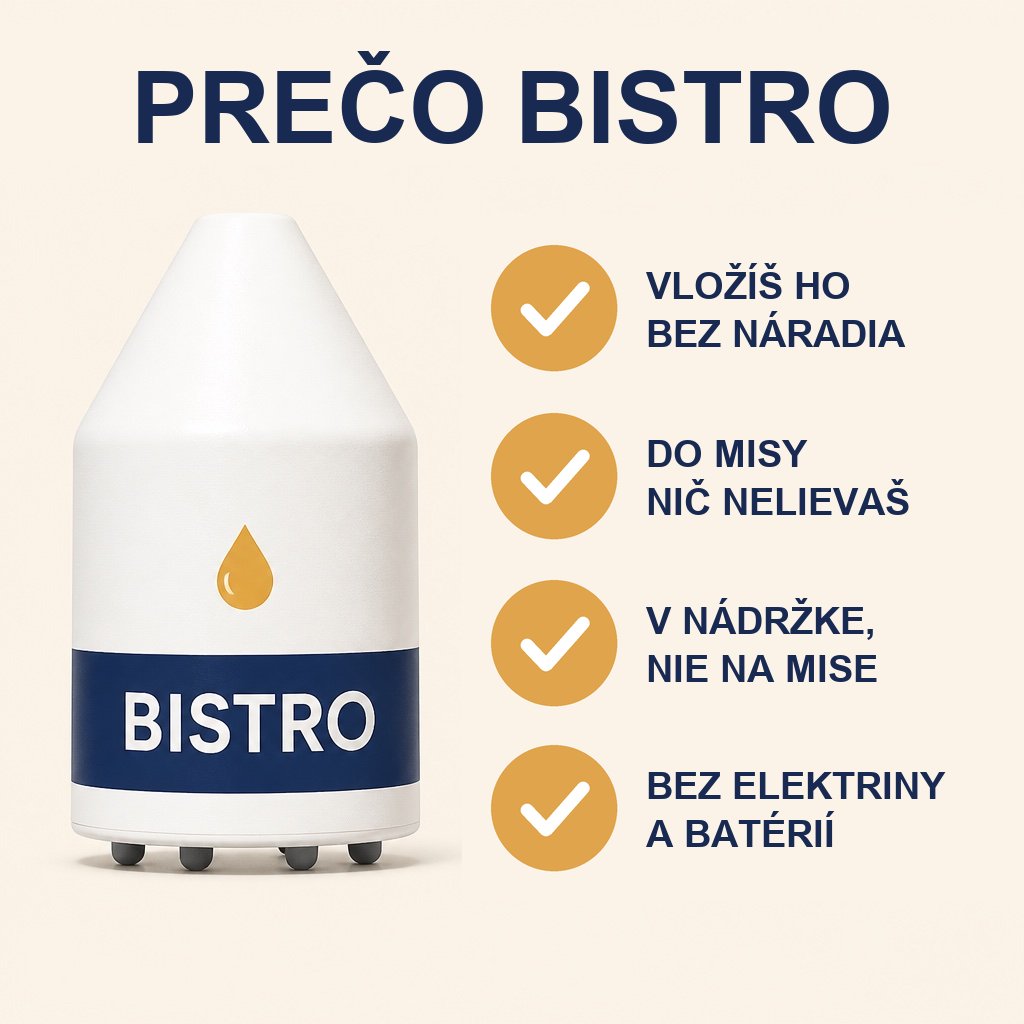 PREČO BISTRO
VLOŽÍŠ HO
BEZ NÁRADIA
DO MISY
NIČ NELIEVAŠ
V NÁDRŽKE,
NIE NA MISE
BEZ ELEKTRINY
A BATÉRIÍ
BISTRO